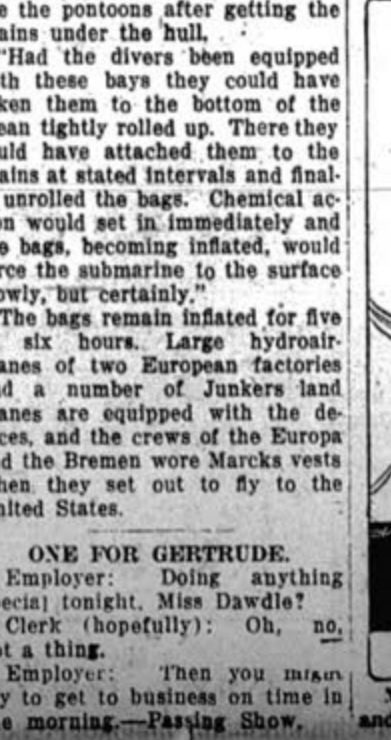 e the pontoons after getting the
ains under the hull.
"Had the divers been equipped
th these bays they could have
ken them to the bottom of the
ean tightly rolled up. There they
uld have attached them to the
ains at stated intervals and final-
unrolled the bags. Chemical ac-
on would set in immediately and
e bags, becoming inflated, would
rce the submarine to the surface
owly, but certainly."
The bags remain inflated for five
six hours. Large hydroair-
anes of two European factories
d a number of Junkers land
anes are equipped with the de-
ces, and the crews of the Europa
d the Bremen wore Marcks vests
hen they set out to fly to the
nited States.
ONE FOR GERTRUDE.
Employer: Doing anything
ecial tonight, Miss Dawdle?
Clerk (hopefully): Oh, no,
t a thing.
Employer: Then you might
y to get to business on time in
e morning.—Passing Show.
and